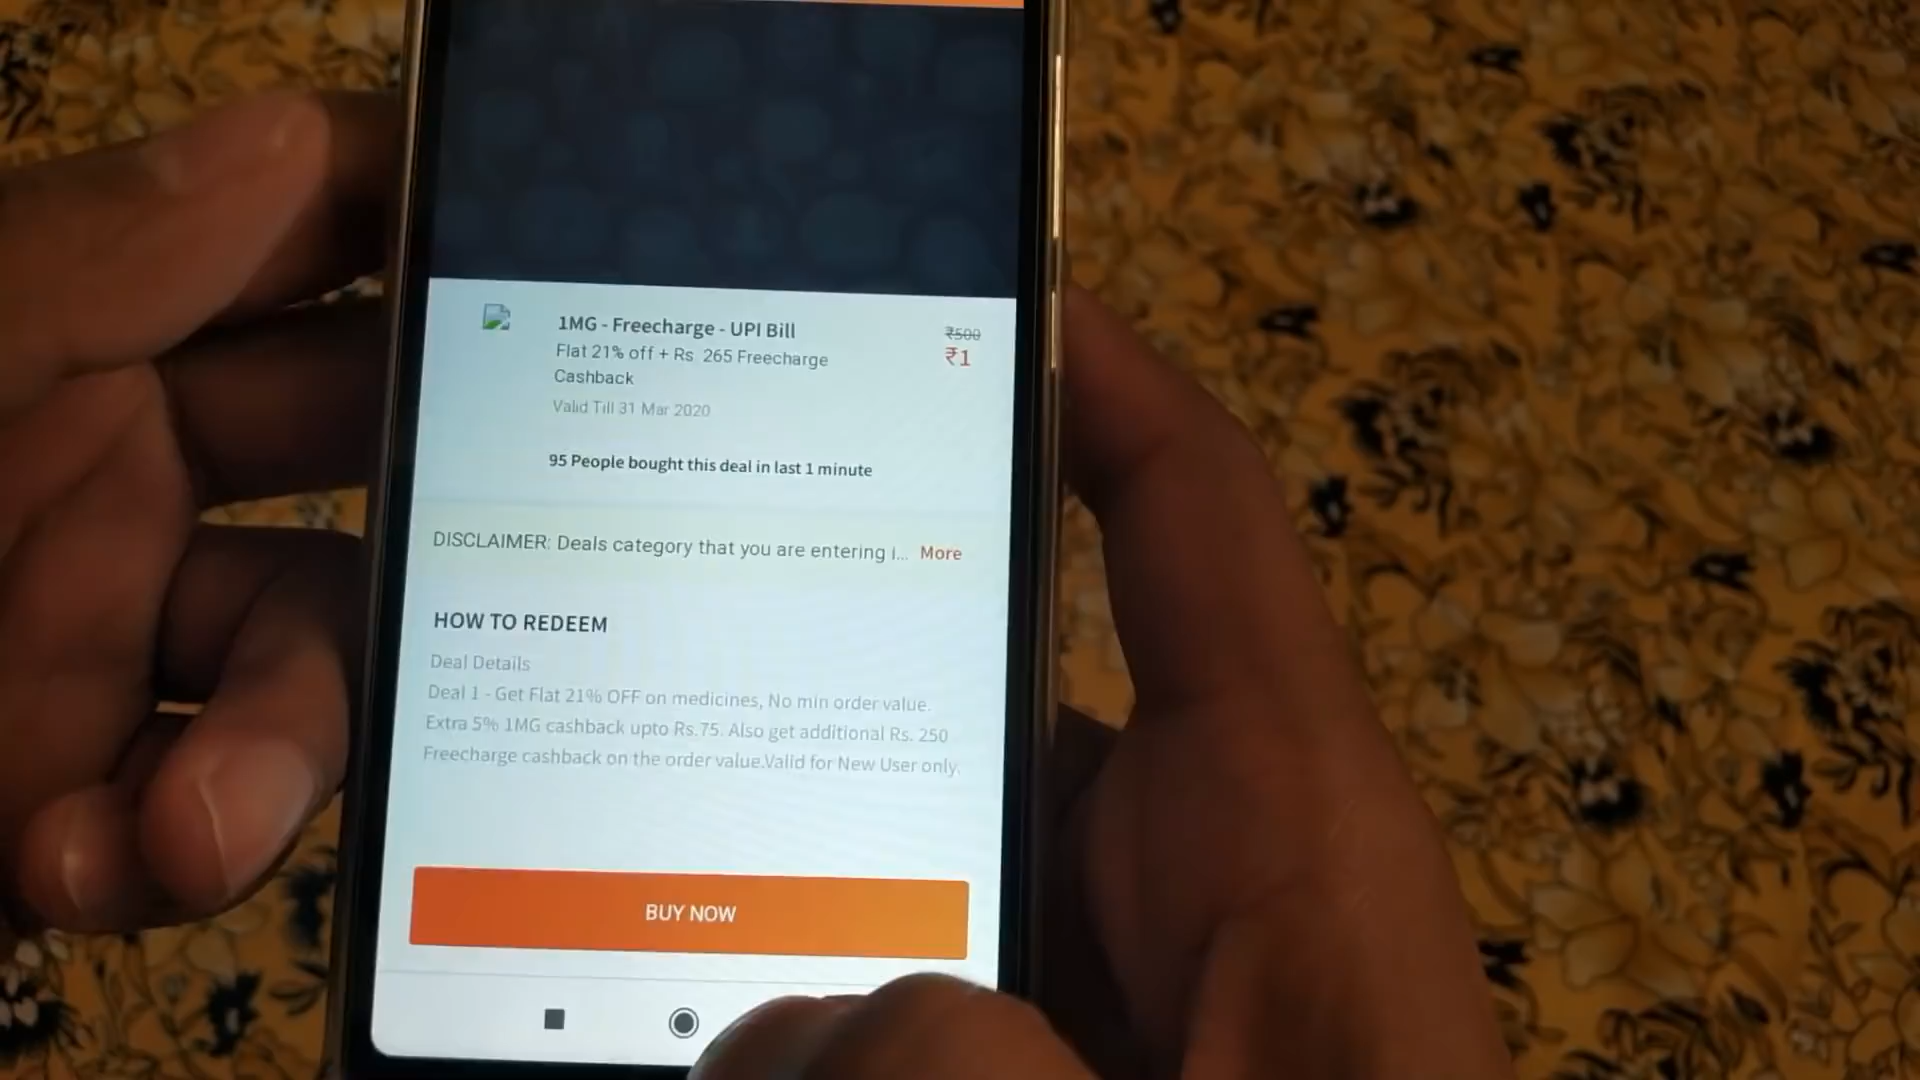 1MG - Freecharge - UPI Bill
₹500
Flat 21% off + Rs 265 Freecharge
₹1
Cashback
Valid Till 31 Mar 2020
95 People bought this deal in last 1 minute
DISCLAIMER: Deals category that you are entering i... More
HOW TO REDEEM
Deal Details
Deal 1 - Get Flat 21% OFF on medicines, No min order value.
Extra 5% 1MG cashback upto Rs.75. Also get additional Rs. 250
Freecharge cashback on the order value.Valid for New User only.
BUY NOW